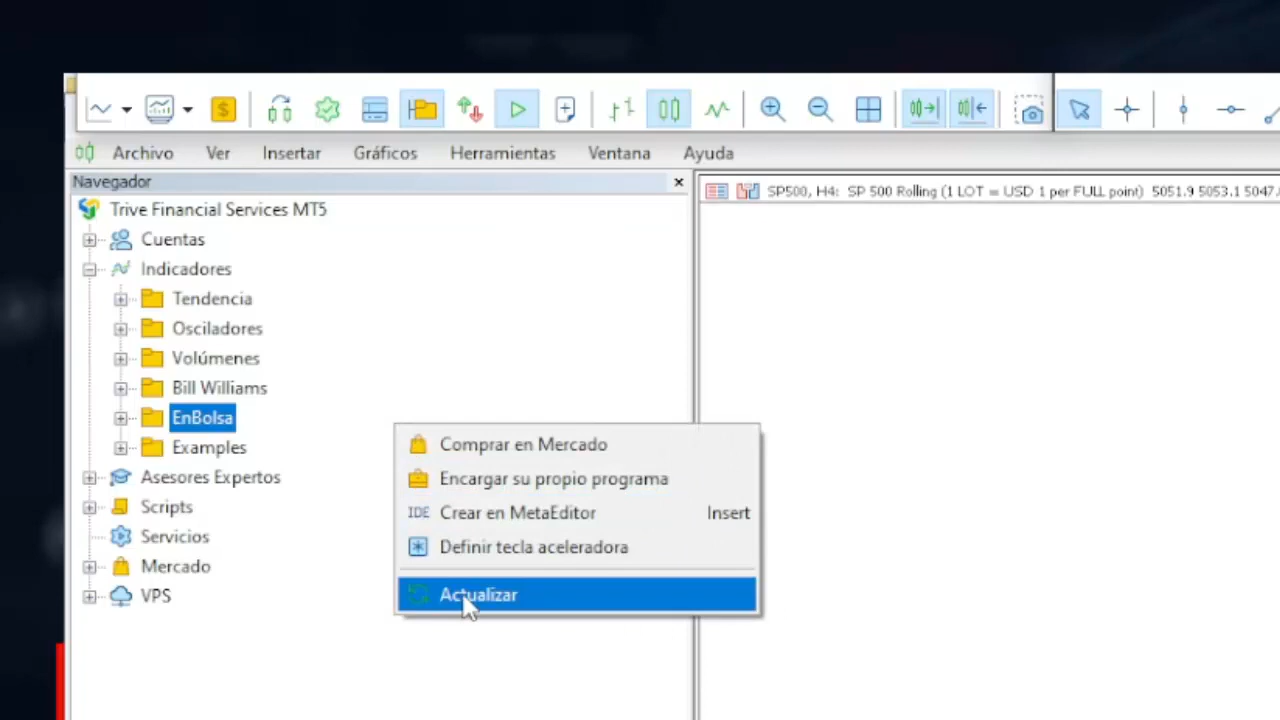 Archivo Ver Insertar Gráficos Herramientas Ventana Ayuda
Navegador
SP500, H4: SP 500 Rolling (1 LOT = USD 1 per FULL point) 5051.9 5053.1 5047.
Trive Financial Services MT5
Cuentas
Indicadores
Tendencia
Osciladores
Volúmenes
Bill Williams
EnBolsa
Examples
Asesores Expertos
Scripts
Servicios
Mercado
VPS
Comprar en Mercado
Encargar su propio programa
IDE Crear en MetaEditor Insert
Definir tecla aceleradora
Actualizar